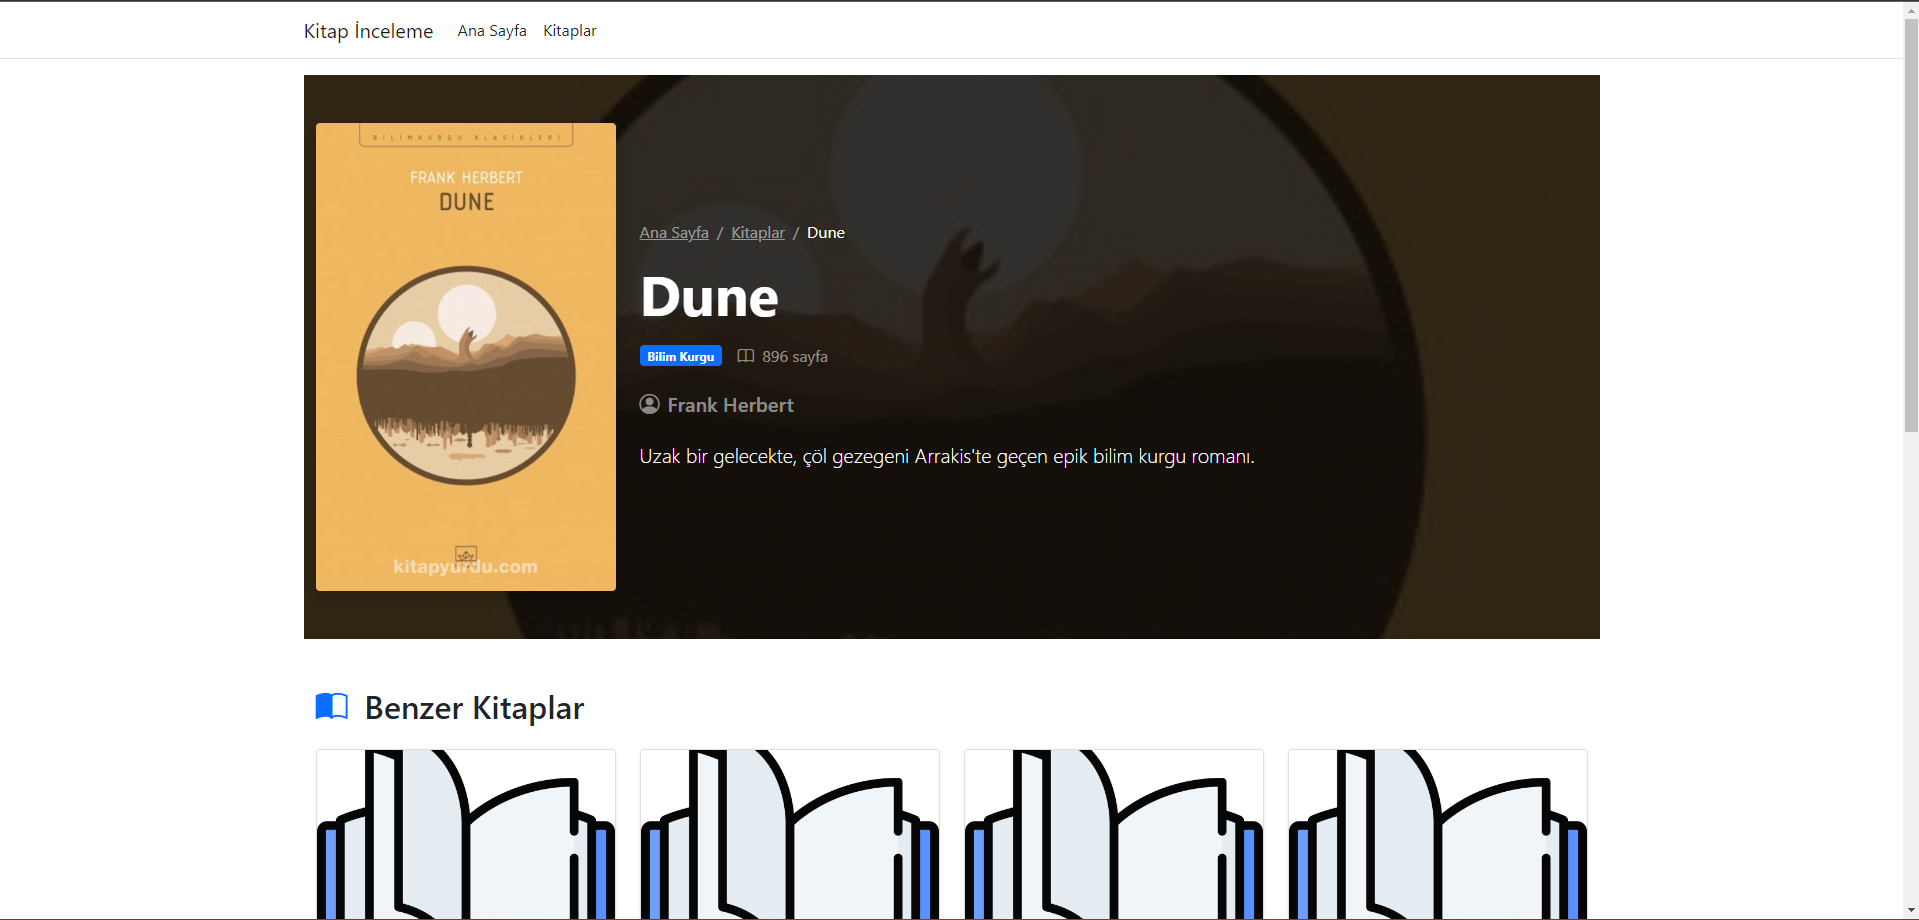 Kitap İnceleme Ana Sayfa Kitaplar
BİLİMKURGU KLASİKLERİ
FRANK HERBERT
DUNE
kitapyurdu.com
Ana Sayfa / Kitaplar / Dune
Dune
Bilim Kurgu 896 sayfa
Frank Herbert
Uzak bir gelecekte, çöl gezegeni Arrakis'te geçen epik bilim kurgu romanı.
Benzer Kitaplar